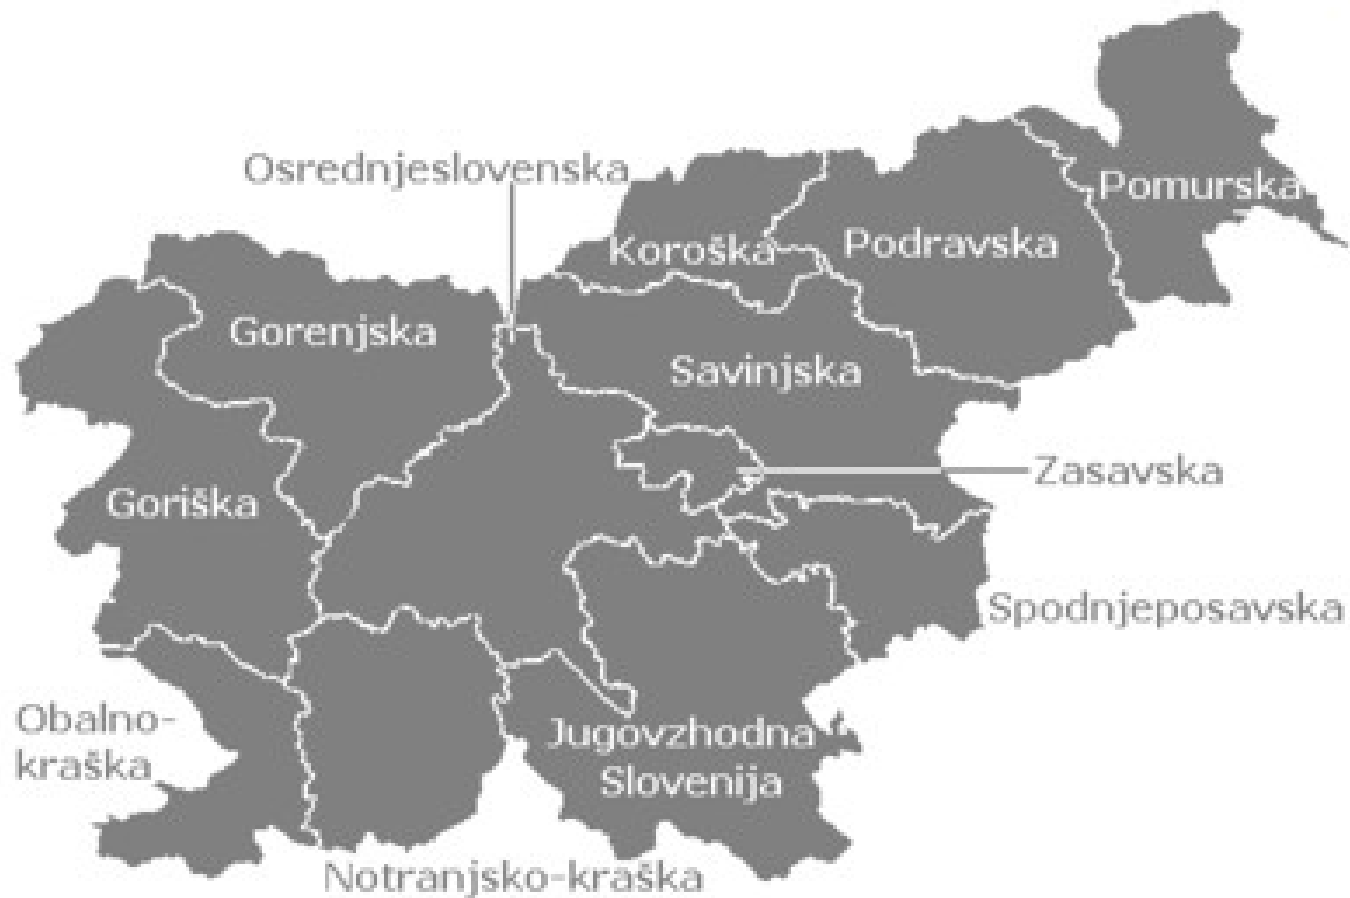 Osrednjeslovenska
Pomurska
Koroška
Podravska
Gorenjska
Savinjska
Zasavska
Goriška
Spodnjeposavska
Obalno-
kraška
Jugovzhodna
Slovenija
Notranjsko-kraška